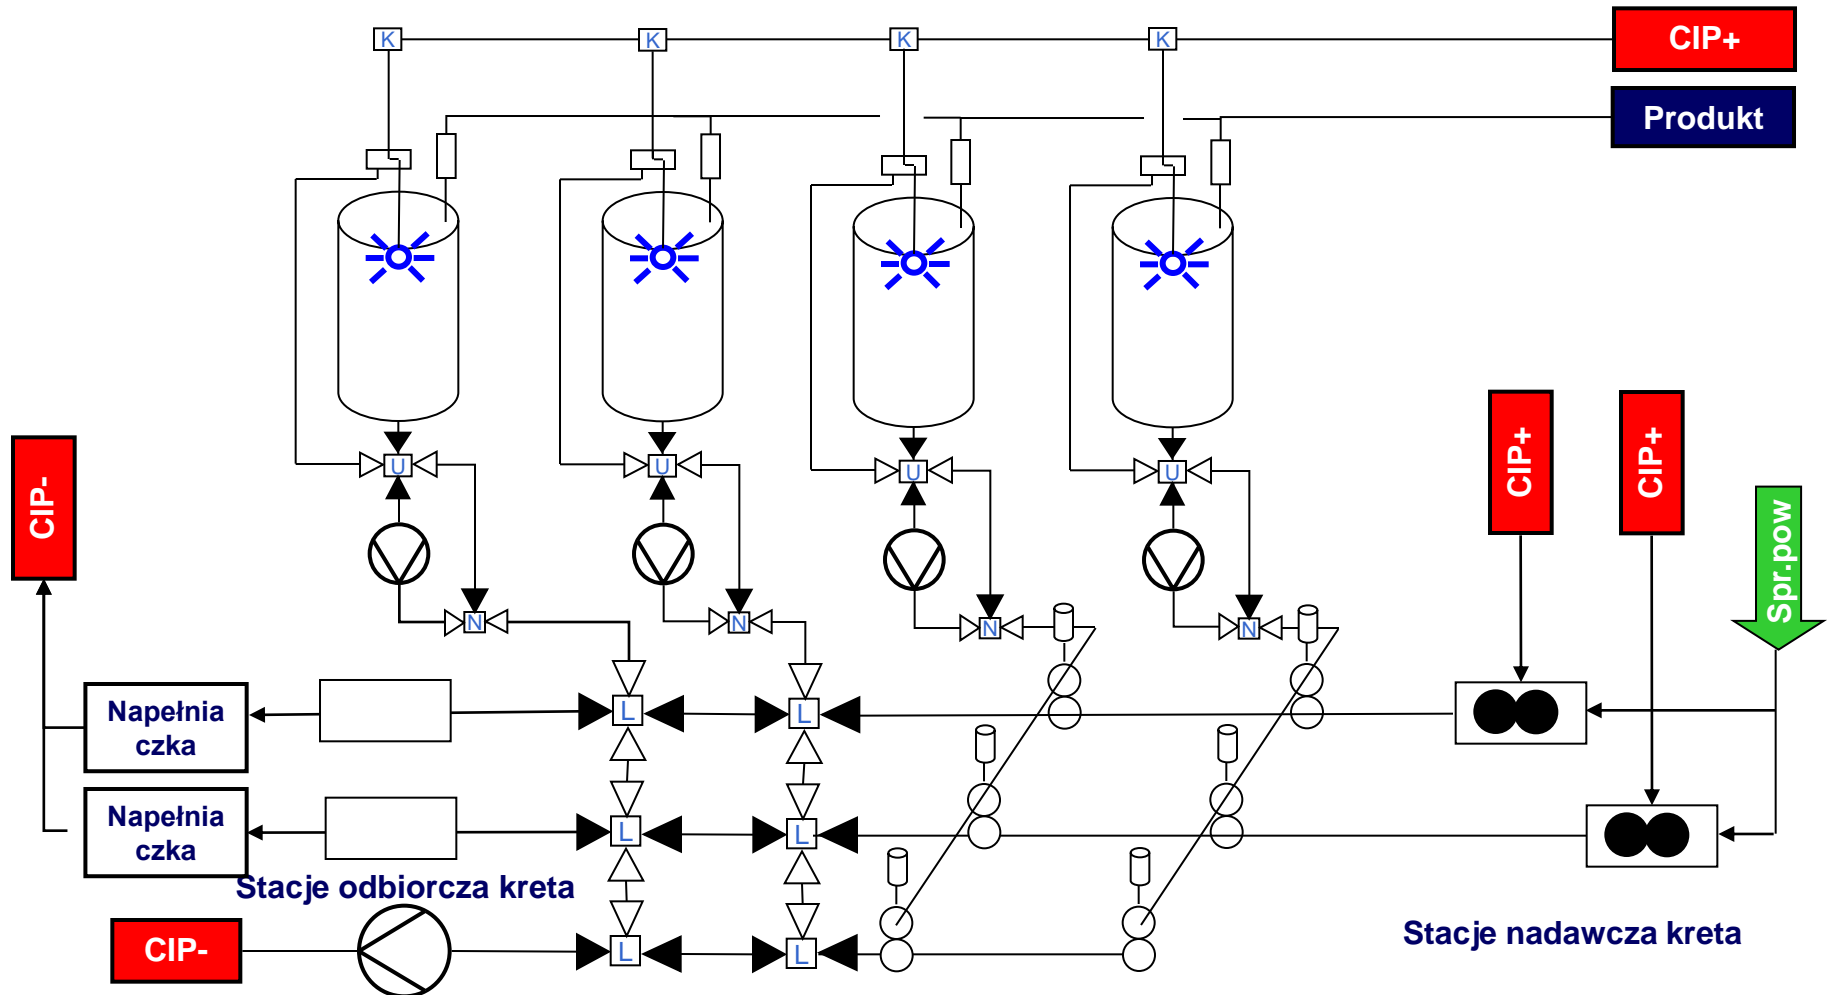 K K K K CIP+
Produkt
CIP+ CIP+
U U U U
CIP-
Spr.pow
N N N N
Napełnia
czka
L L
Napełnia
czka
L L
Stacje odbiorcza kreta
Stacje nadawcza kreta
CIP-
L L